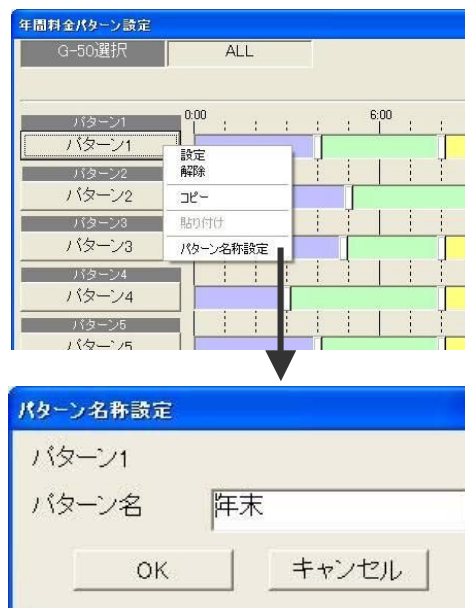 年間料金パターン設定
G-50選択 ALL
0:00 6:00
パターン1
パターン1
設定
解除
コピー
貼り付け
パターン名称設定
パターン2
パターン2
パターン3
パターン3
パターン4
パターン4
パターン5
パターン5
パターン名称設定
パターン1
パターン名 年末
OK キャンセル